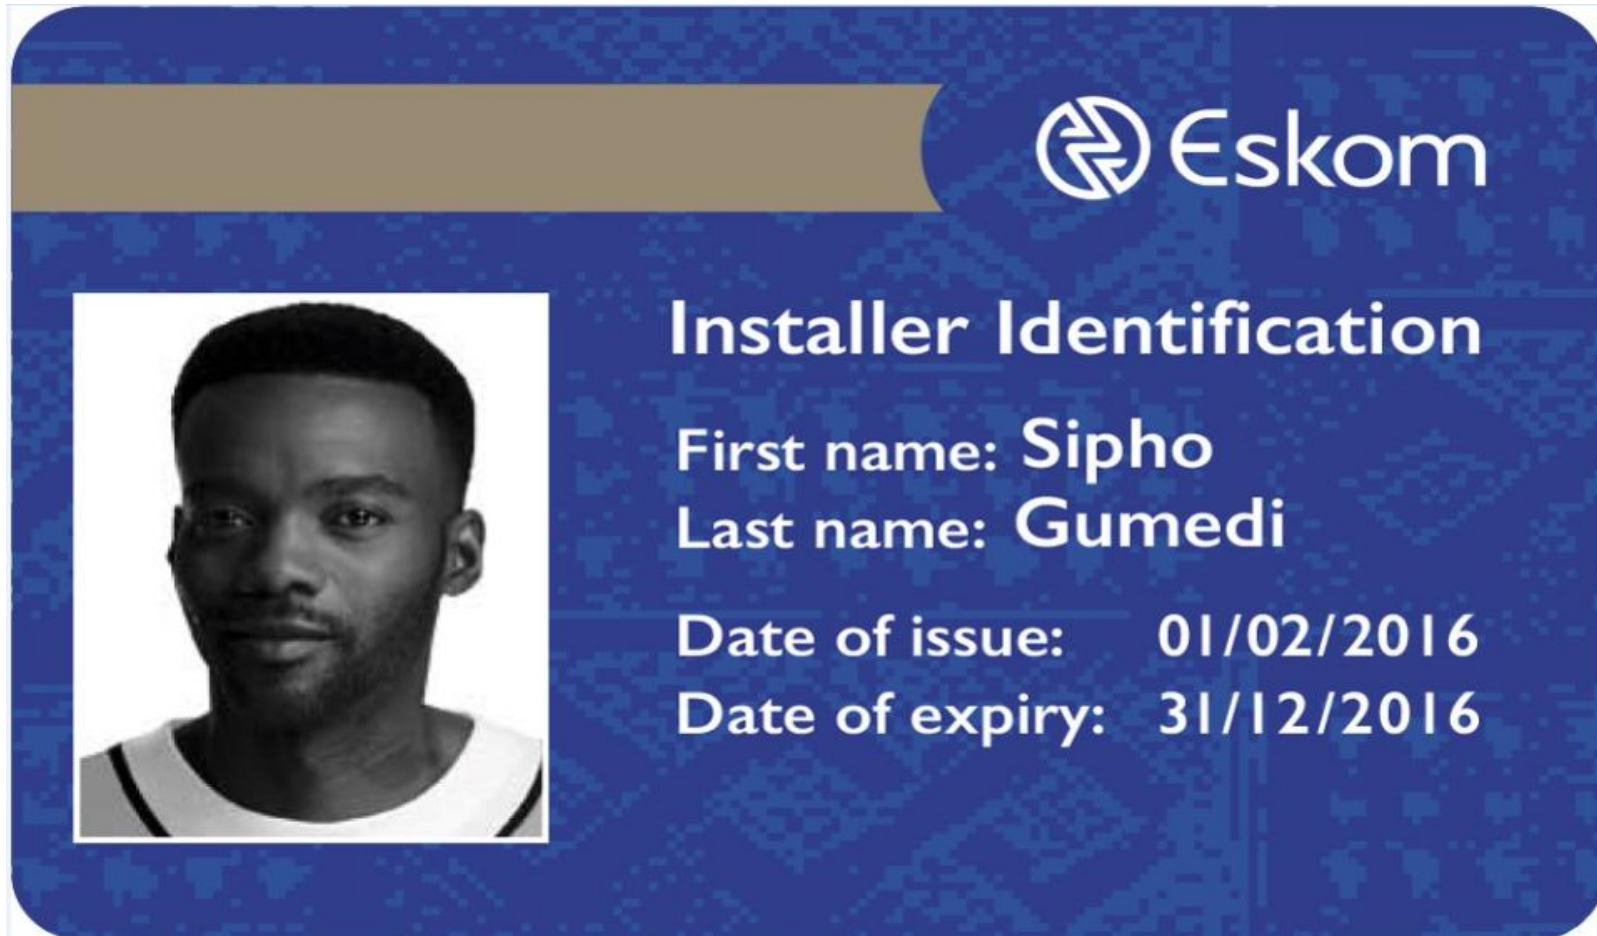 Eskom
Installer Identification
First name: Sipho
Last name: Gumedi
Date of issue: 01/02/2016
Date of expiry: 31/12/2016